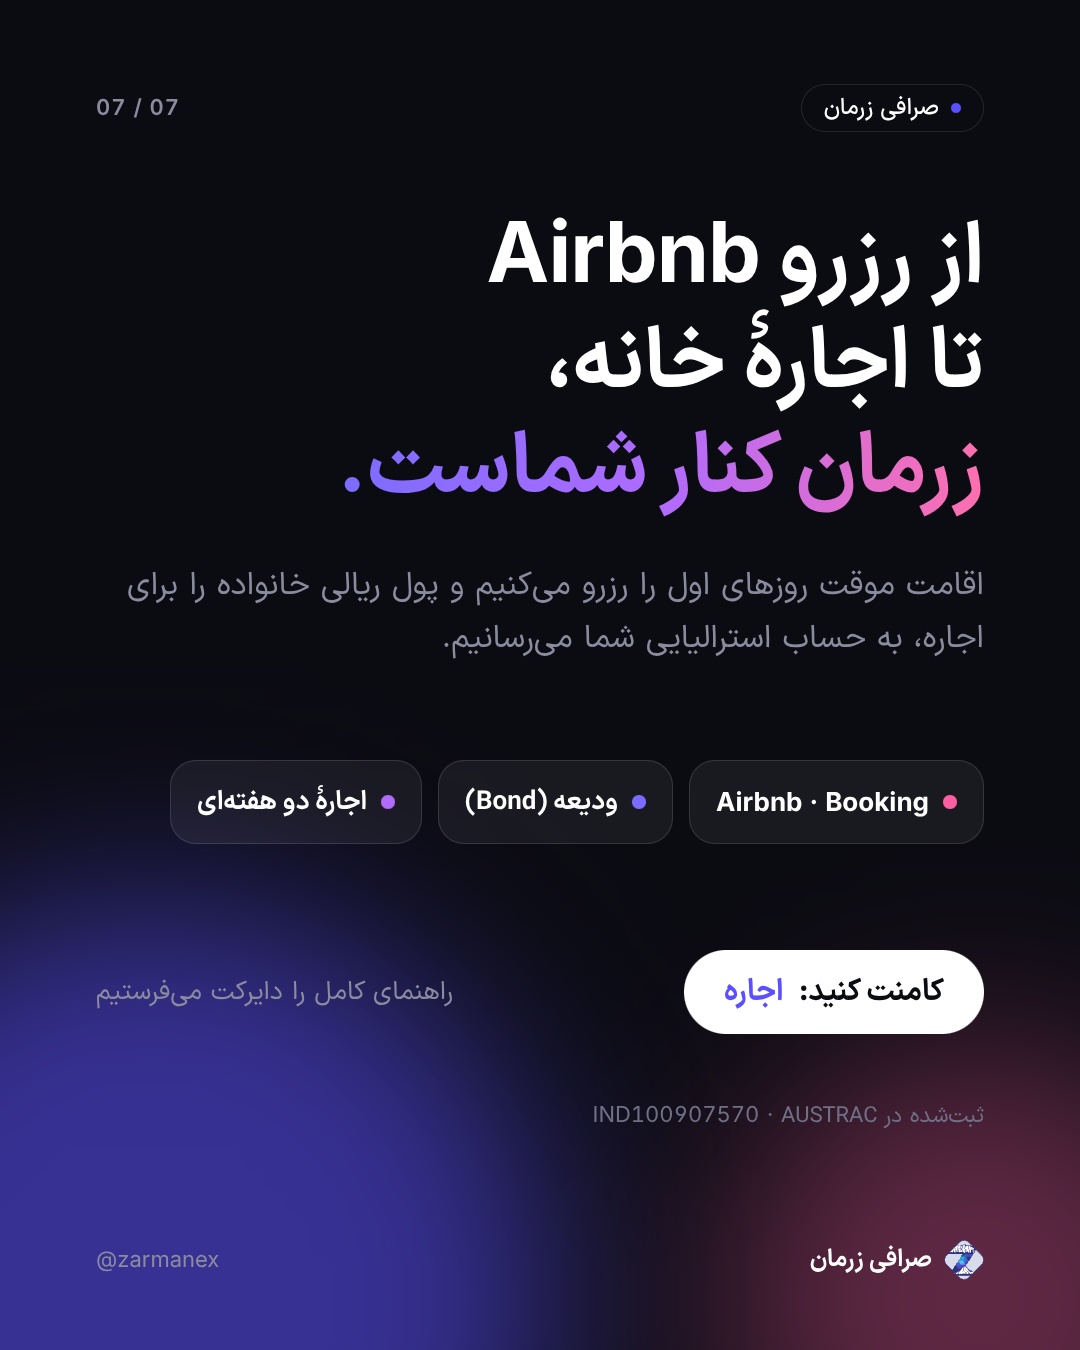 صرافی زرمان
07 / 07
از رزرو Airbnb
تا اجارهٔ خانه،
زرمان کنار شماست.
اقامت موقت روزهای اول را رزرو می‌کنیم و پول ریالی خانواده را برای
اجاره، به حساب استرالیایی شما می‌رسانیم.
Airbnb · Booking
ودیعه (Bond)
اجارهٔ دو هفته‌ای
کامنت کنید: اجاره
راهنمای کامل را دایرکت می‌فرستیم
ثبت‌شده در AUSTRAC · IND100907570
صرافی زرمان
@zarmanex